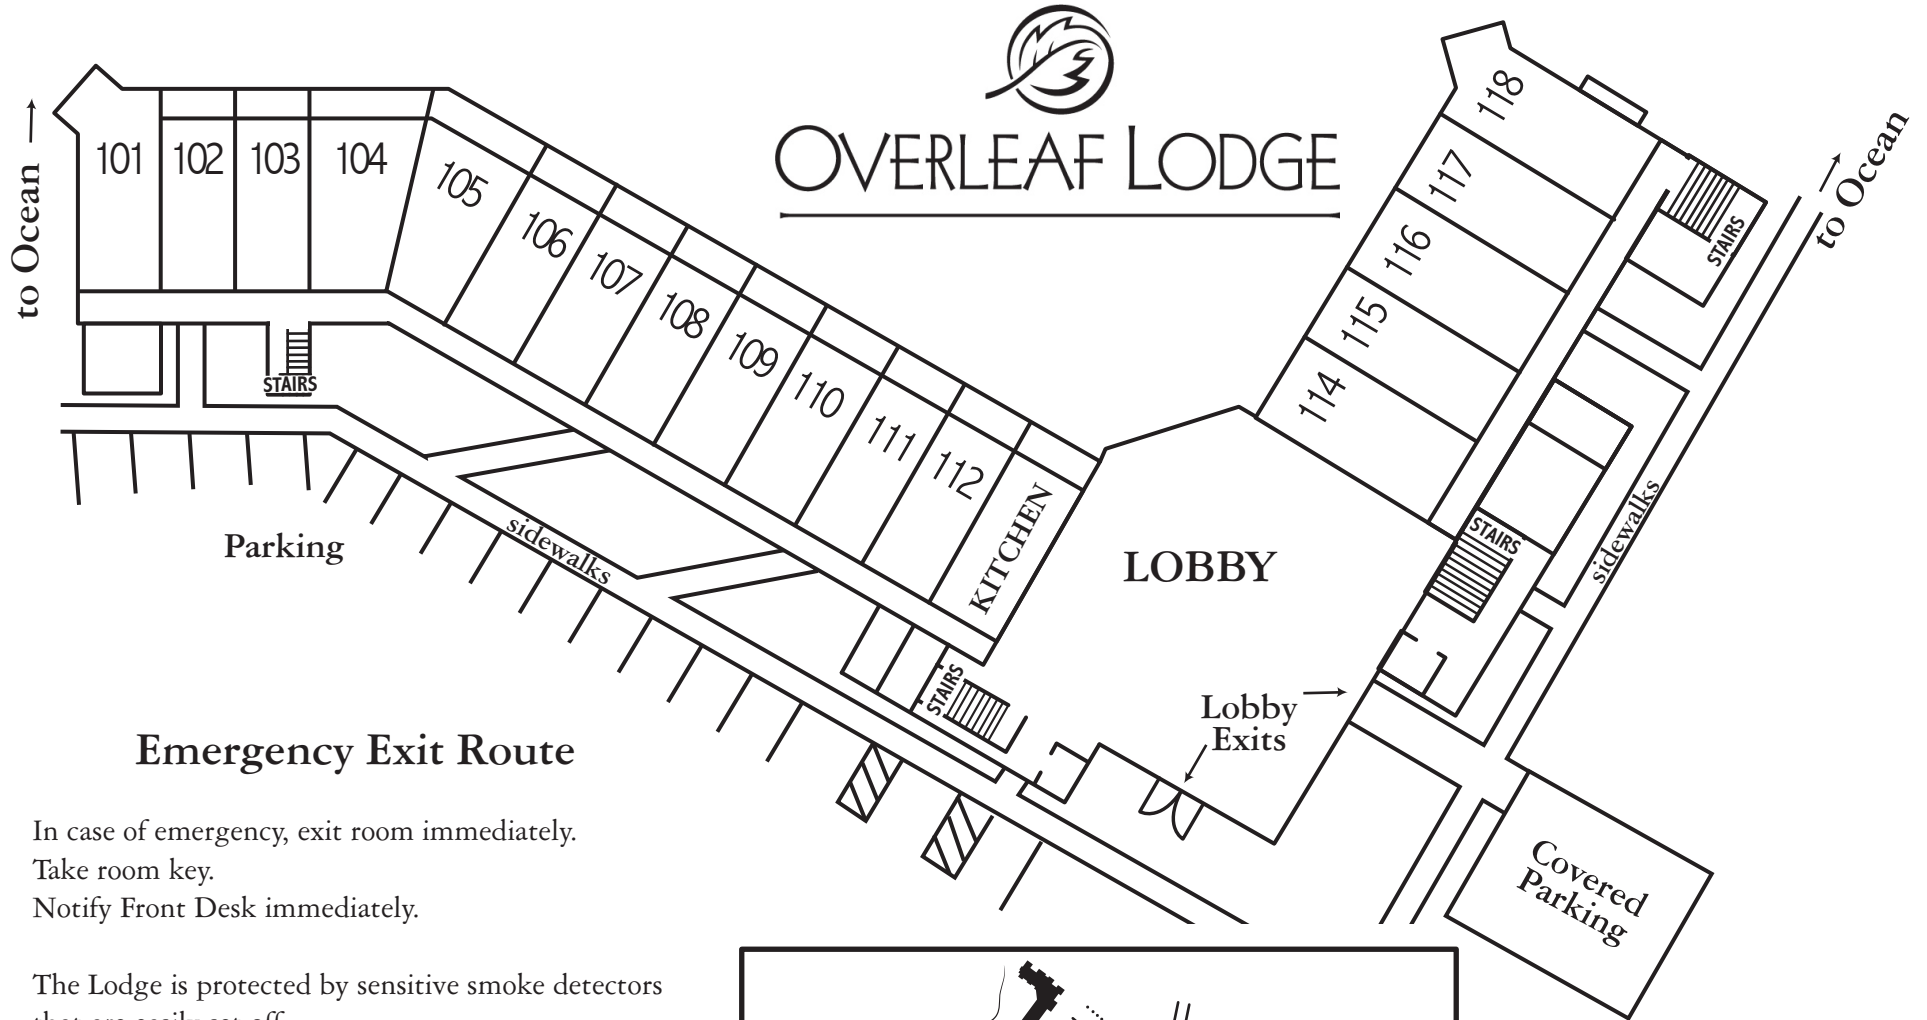 OVERLEAF LODGE
to Ocean
101
102
103
104
105
106
107
108
109
110
111
112
KITCHEN
118
117
116
115
114
to Ocean
STAIRS
STAIRS
STAIRS
STAIRS
LOBBY
sidewalks
sidewalks
Parking
Lobby
Exits
Covered
Parking
Emergency Exit Route
In case of emergency, exit room immediately.
Take room key.
Notify Front Desk immediately.
The Lodge is protected by sensitive smoke detectors